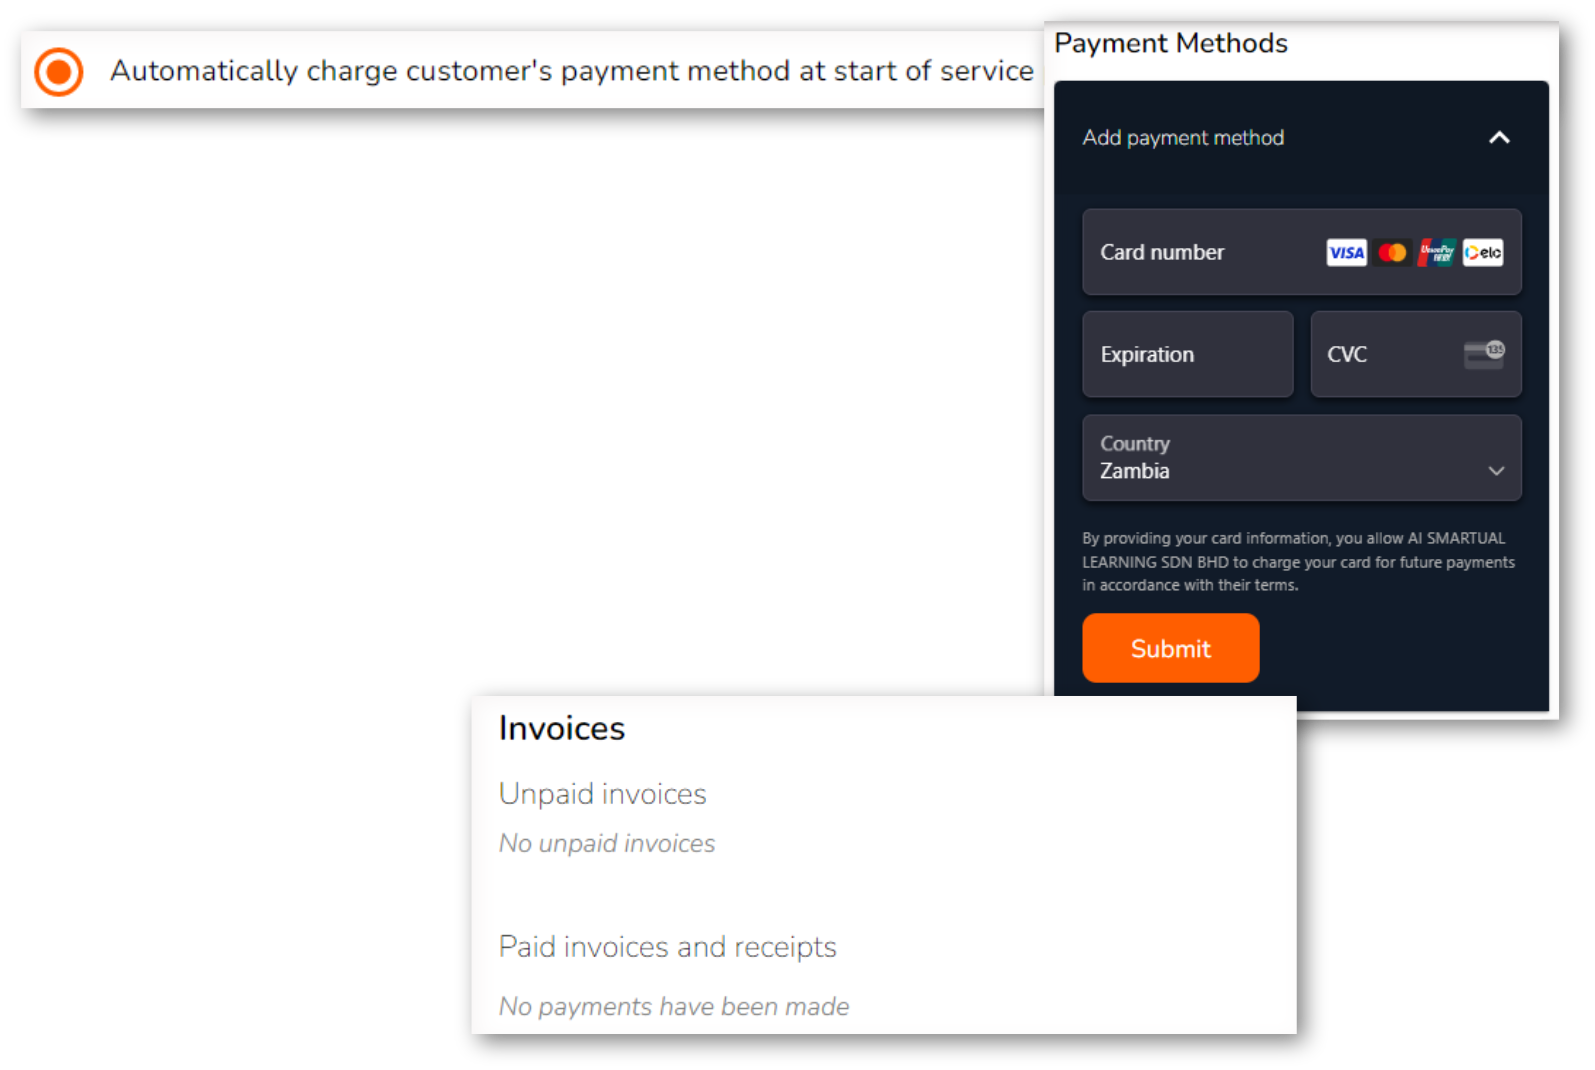 Automatically charge customer's payment method at start of service
Payment Methods
Add payment method
Card number
VISA
UnionPay
elo
Expiration
CVC
135
Country
Zambia
By providing your card information, you allow AI SMARTUAL
LEARNING SDN BHD to charge your card for future payments
in accordance with their terms.
Submit
Invoices
Unpaid invoices
No unpaid invoices
Paid invoices and receipts
No payments have been made